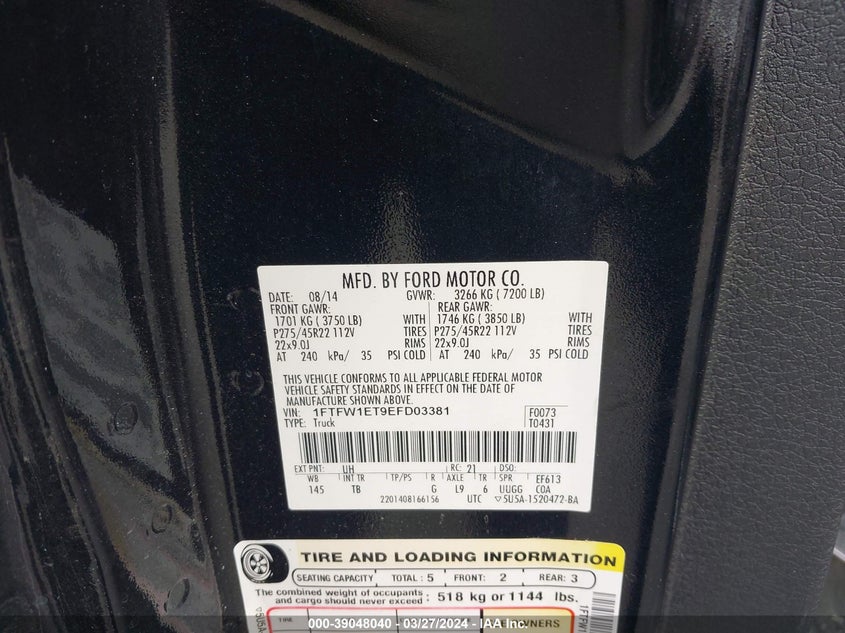 MFD. BY FORD MOTOR CO.
DATE: 08/14 GVWR: 3266 KG ( 7200 LB)
FRONT GAWR: REAR GAWR:
1701 KG ( 3750 LB) WITH 1746 KG ( 3850 LB) WITH
P275/45R22 112V TIRES P275/45R22 112V TIRES
22x9.0J RIMS 22x9.0J RIMS
AT 240 kPa/ 35 PSI COLD AT 240 kPa/ 35 PSI COLD
THIS VEHICLE CONFORMS TO ALL APPLICABLE FEDERAL MOTOR
VEHICLE SAFETY STANDARDS IN EFFECT ON THE DATE OF
MANUFACTURE SHOWN ABOVE.
VIN: 1FTFW1ET9EFD03381 F0073
TYPE: Truck T0431
EXT PNT: UH RC: 21 DSO:
WB INT TR TP/PS R AXLE TR SPR EF613
145 TB G L9 6 UUGG COA
2201408166156 UTC ▽5U5A-1520472-BA
TIRE AND LOADING INFORMATION
SEATING CAPACITY TOTAL : 5 FRONT: 2 REAR: 3
The combined weight of occupants
and cargo should never exceed : 518 kg or 1144 lbs.
TIRE OWNERS
▽5U5A
1FTFW
000-39048040 - 03/27/2024 - IAA Inc.